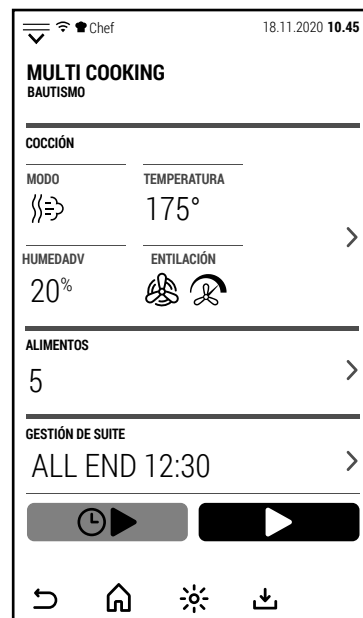 Chef 18.11.2020 10.45
MULTI COOKING
BAUTISMO
COCCIÓN
MODO TEMPERATURA
175°
HUMEDADV ENTILACIÓN
20%
ALIMENTOS
5
GESTIÓN DE SUITE
ALL END 12:30